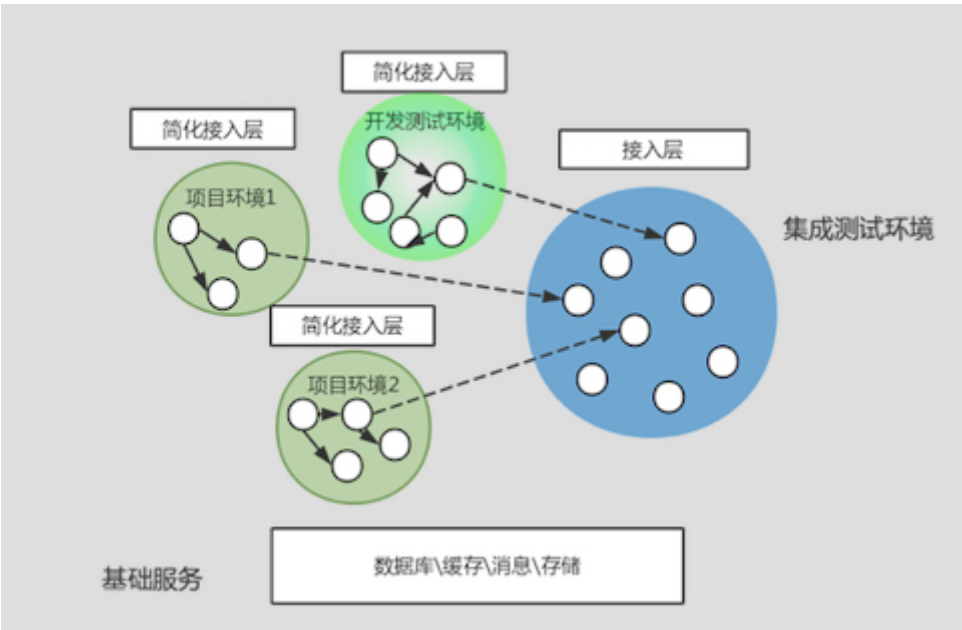 简化接入层
开发测试环境
简化接入层
项目环境1
接入层
集成测试环境
简化接入层
项目环境2
基础服务
数据库\缓存\消息\存储